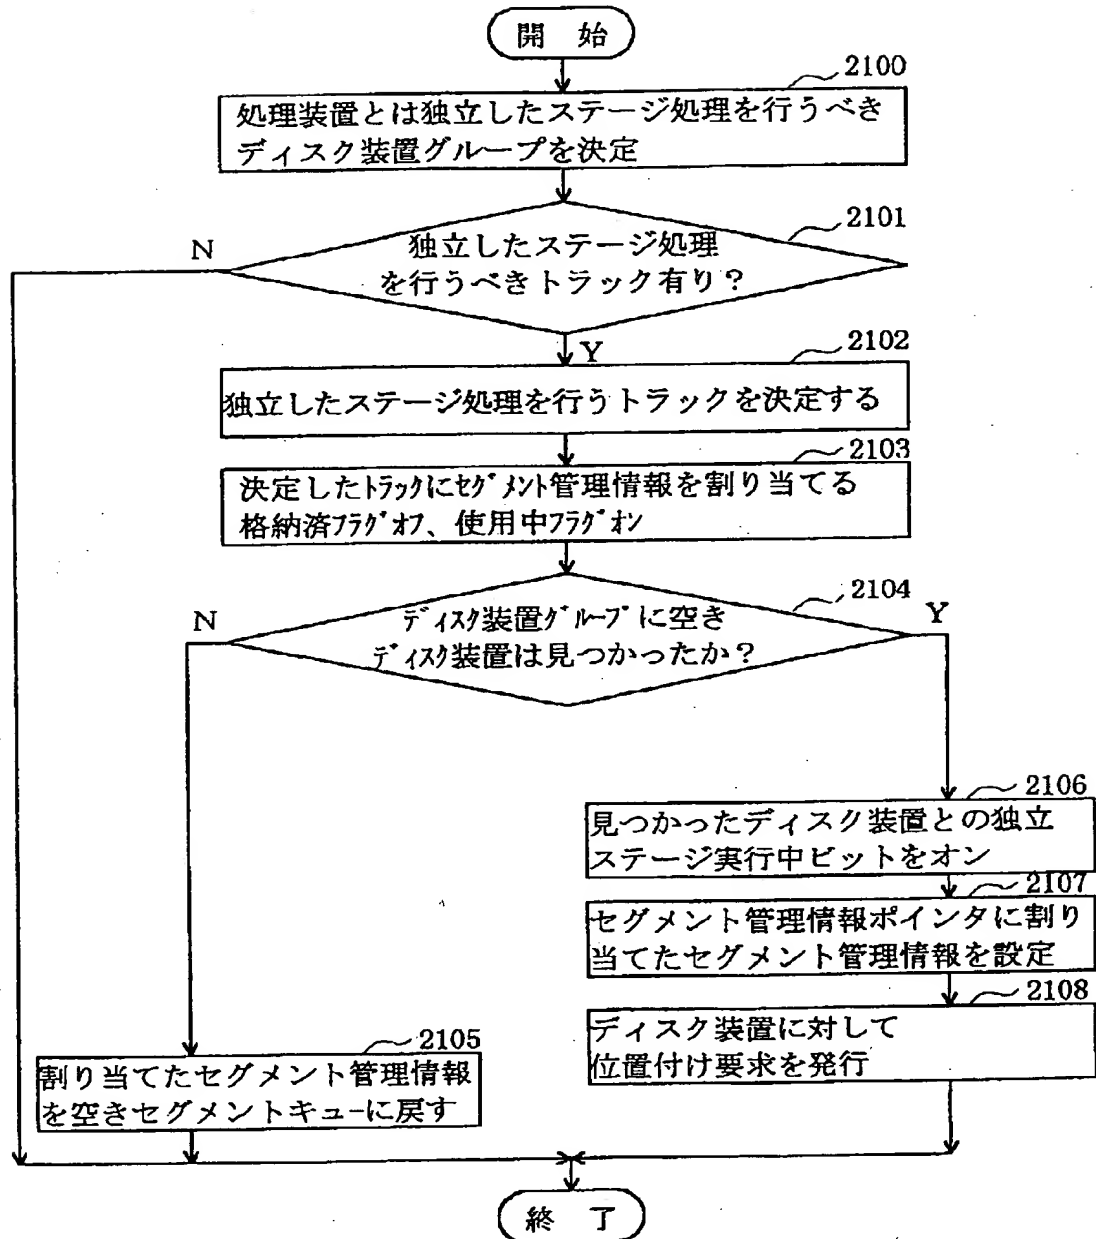 開 始
2100
処理装置とは独立したステージ処理を行うべき
ディスク装置グループを決定
2101
N
独立したステージ処理
を行うべきトラック有り?
Y
2102
独立したステージ処理を行うトラックを決定する
2103
決定したﾄﾗｯｸにｾｸﾞﾒﾝﾄ管理情報を割り当てる
格納済ﾌﾗｸﾞｵﾌ、使用中ﾌﾗｸﾞｵﾝ
2104
N
ﾃﾞｨｽｸ装置ｸﾞﾙｰﾌﾟに空き
ﾃﾞｨｽｸ装置は見つかったか?
Y
2106
見つかったディスク装置との独立
ステージ実行中ビットをオン
2107
セグメント管理情報ポインタに割り
当てたセグメント管理情報を設定
2108
ディスク装置に対して
位置付け要求を発行
2105
割り当てたセグメント管理情報
を空きセグメントキューに戻す
終 了